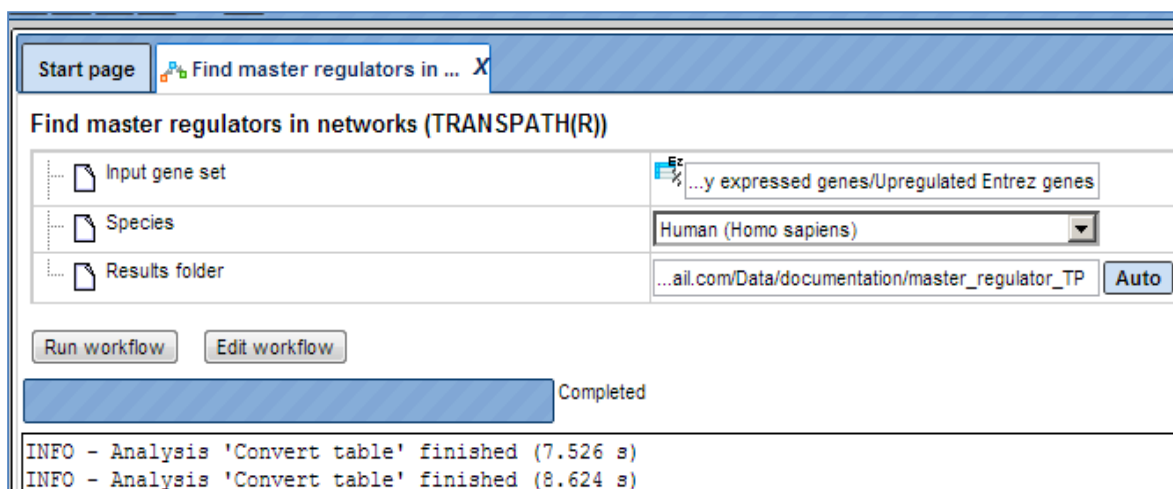 Start page Find master regulators in ... X
Find master regulators in networks (TRANSPATH(R))
Input gene set Ez ...y expressed genes/Upregulated Entrez genes
Species Human (Homo sapiens)
Results folder ...ail.com/Data/documentation/master_regulator_TP Auto
Run workflow Edit workflow
Completed
INFO - Analysis 'Convert table' finished (7.526 s)
INFO - Analysis 'Convert table' finished (8.624 s)